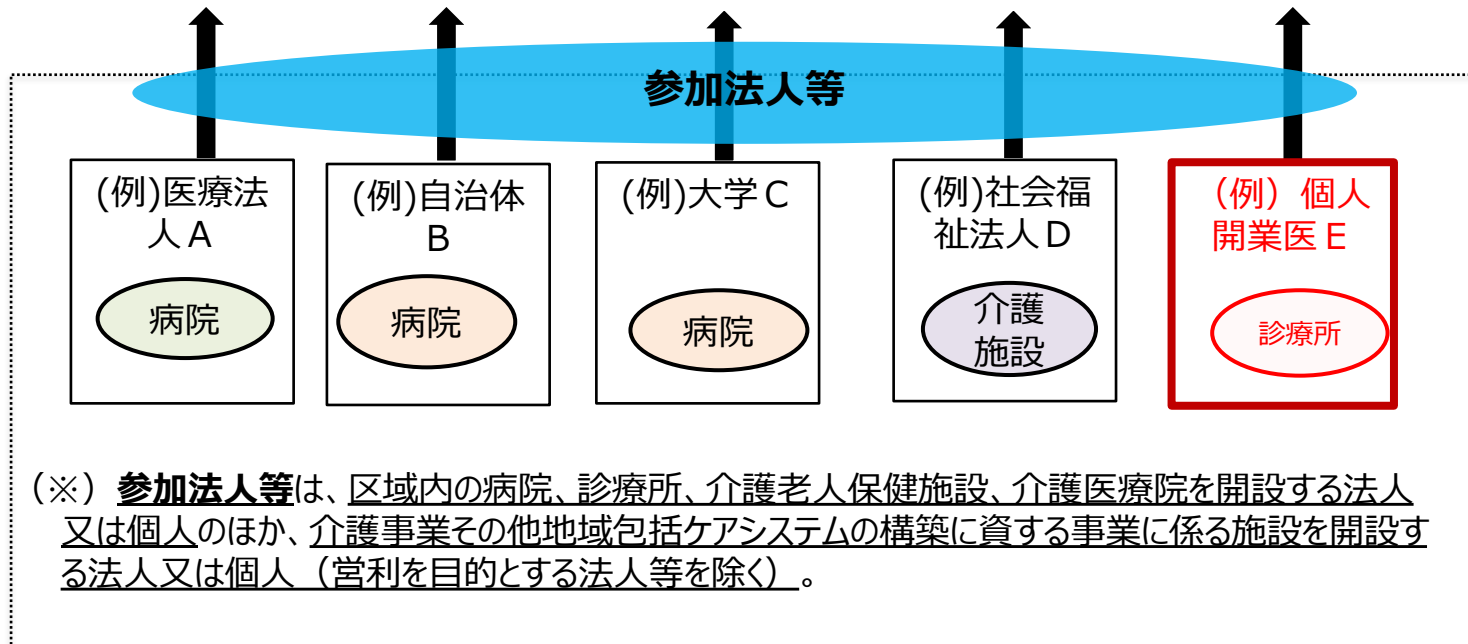 参加法人等
(例)医療法
人A
病院
(例)自治体
B
病院
(例)大学C
病院
(例)社会福
祉法人D
介護
施設
（例）個人
開業医E
診療所
（※）参加法人等は、区域内の病院、診療所、介護老人保健施設、介護医療院を開設する法人
又は個人のほか、介護事業その他地域包括ケアシステムの構築に資する事業に係る施設を開設す
る法人又は個人（営利を目的とする法人等を除く）。